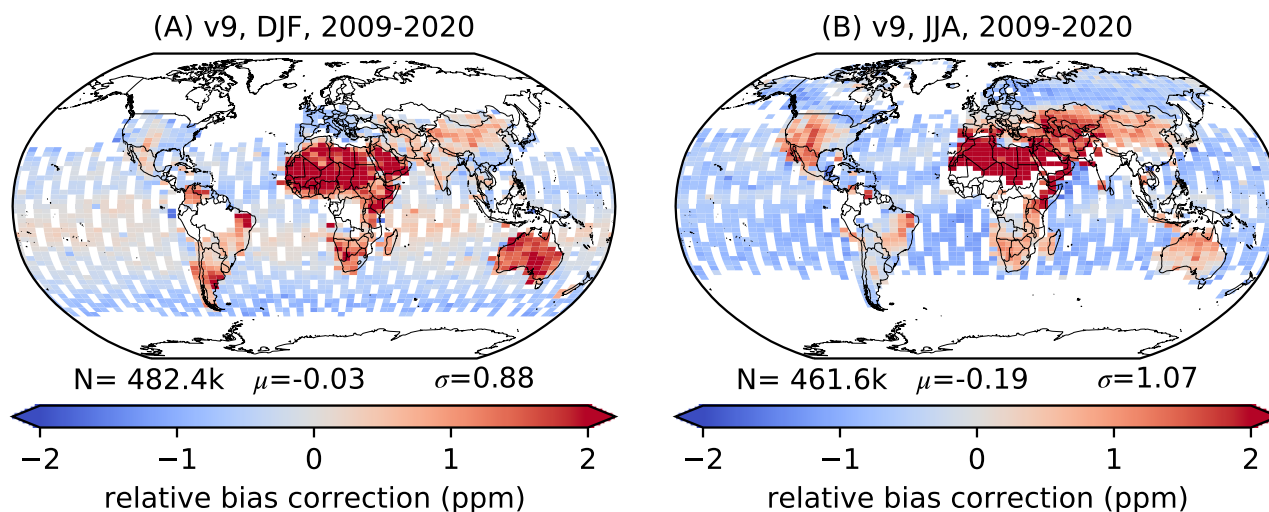 (A) v9, DJF, 2009-2020
N= 482.4k μ=-0.03 σ=0.88
−2 −1 0 1 2
relative bias correction (ppm)
(B) v9, JJA, 2009-2020
N= 461.6k μ=-0.19 σ=1.07
−2 −1 0 1 2
relative bias correction (ppm)